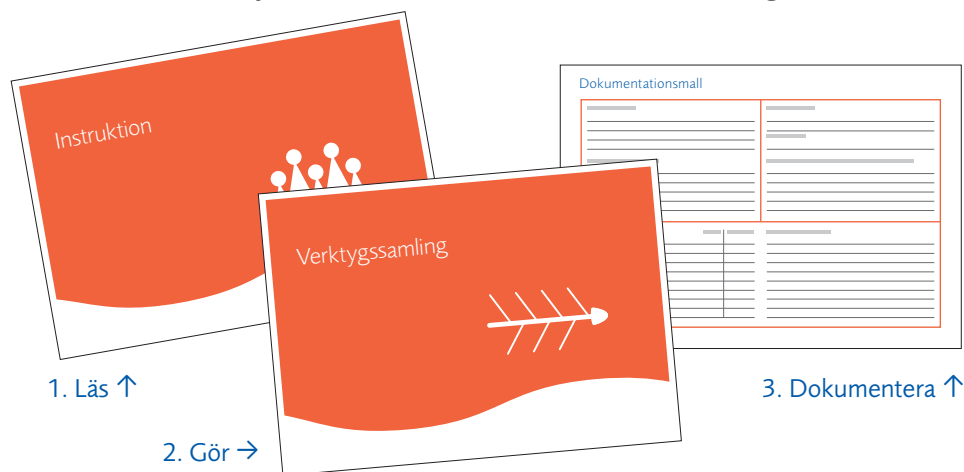 Instruktion
Verktygssamling
Dokumentationsmall
1. Läs ↑
2. Gör →
3. Dokumentera ↑